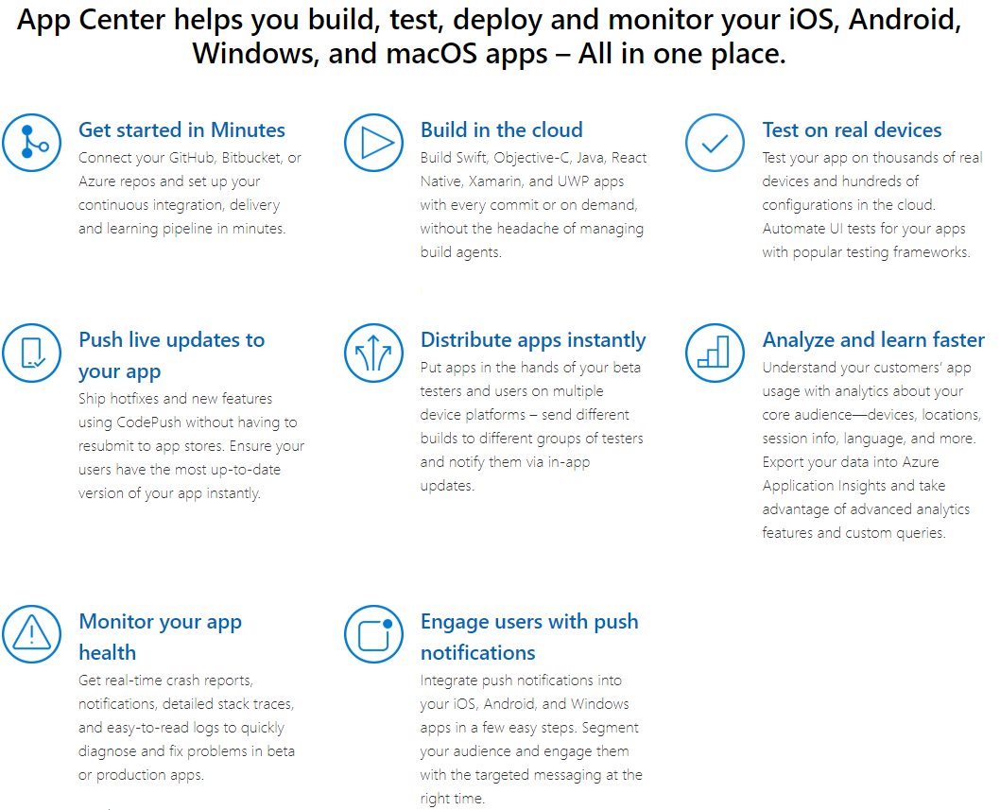 App Center helps you build, test, deploy and monitor your iOS, Android,
Windows, and macOS apps – All in one place.
Get started in Minutes
Connect your GitHub, Bitbucket, or
Azure repos and set up your
continuous integration, delivery
and learning pipeline in minutes.
Build in the cloud
Build Swift, Objective-C, Java, React
Native, Xamarin, and UWP apps
with every commit or on demand,
without the headache of managing
build agents.
Test on real devices
Test your app on thousands of real
devices and hundreds of
configurations in the cloud.
Automate UI tests for your apps
with popular testing frameworks.
Push live updates to
your app
Ship hotfixes and new features
using CodePush without having to
resubmit to app stores. Ensure your
users have the most up-to-date
version of your app instantly.
Distribute apps instantly
Put apps in the hands of your beta
testers and users on multiple
device platforms – send different
builds to different groups of testers
and notify them via in-app
updates.
Analyze and learn faster
Understand your customers’ app
usage with analytics about your
core audience—devices, locations,
session info, language, and more.
Export your data into Azure
Application Insights and take
advantage of advanced analytics
features and custom queries.
Monitor your app
health
Get real-time crash reports,
notifications, detailed stack traces,
and easy-to-read logs to quickly
diagnose and fix problems in beta
or production apps.
Engage users with push
notifications
Integrate push notifications into
your iOS, Android, and Windows
apps in a few easy steps. Segment
your audience and engage them
with the targeted messaging at the
right time.